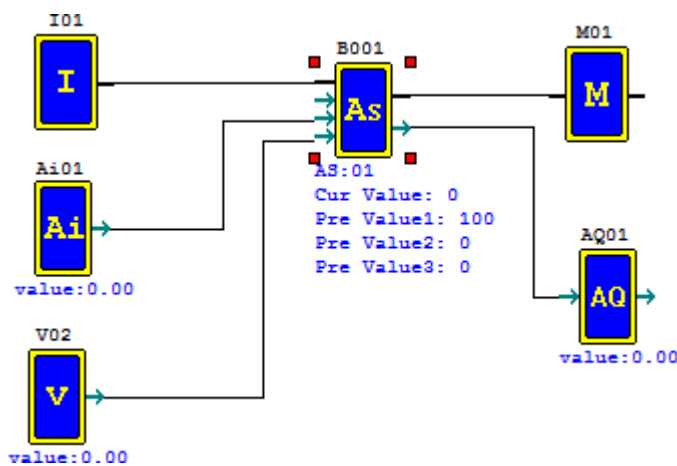 I01
I
B001
As
M01
M
AS:01
Cur Value: 0
Pre Value1: 100
Pre Value2: 0
Pre Value3: 0
Ai01
Ai
value:0.00
AQ01
AQ
value:0.00
V02
V
value:0.00